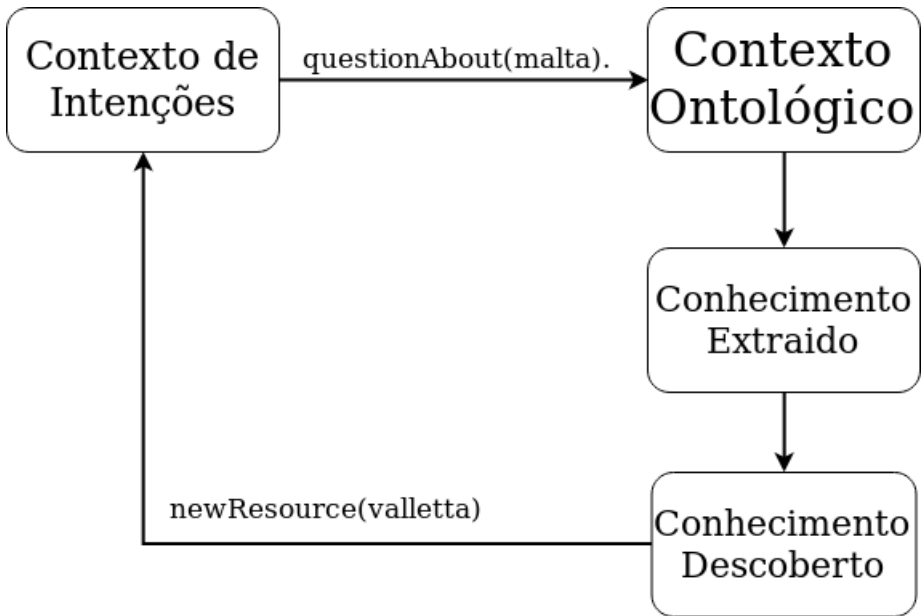 Contexto de
Intenções
questionAbout(malta).
Contexto
Ontológico
Conhecimento
Extraido
newResource(valletta)
Conhecimento
Descoberto